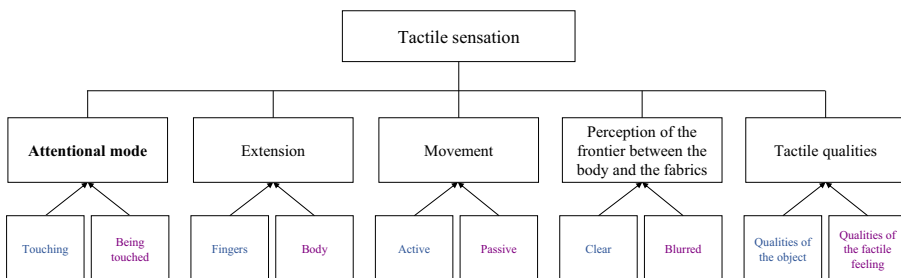 Tactile sensation
Attentional mode
Extension
Movement
Perception of the
frontier between the
body and the fabrics
Tactile qualities
Touching
Being
touched
Fingers
Body
Active
Passive
Clear
Blurred
Qualities of
the object
Qualities of
the factile
feeling